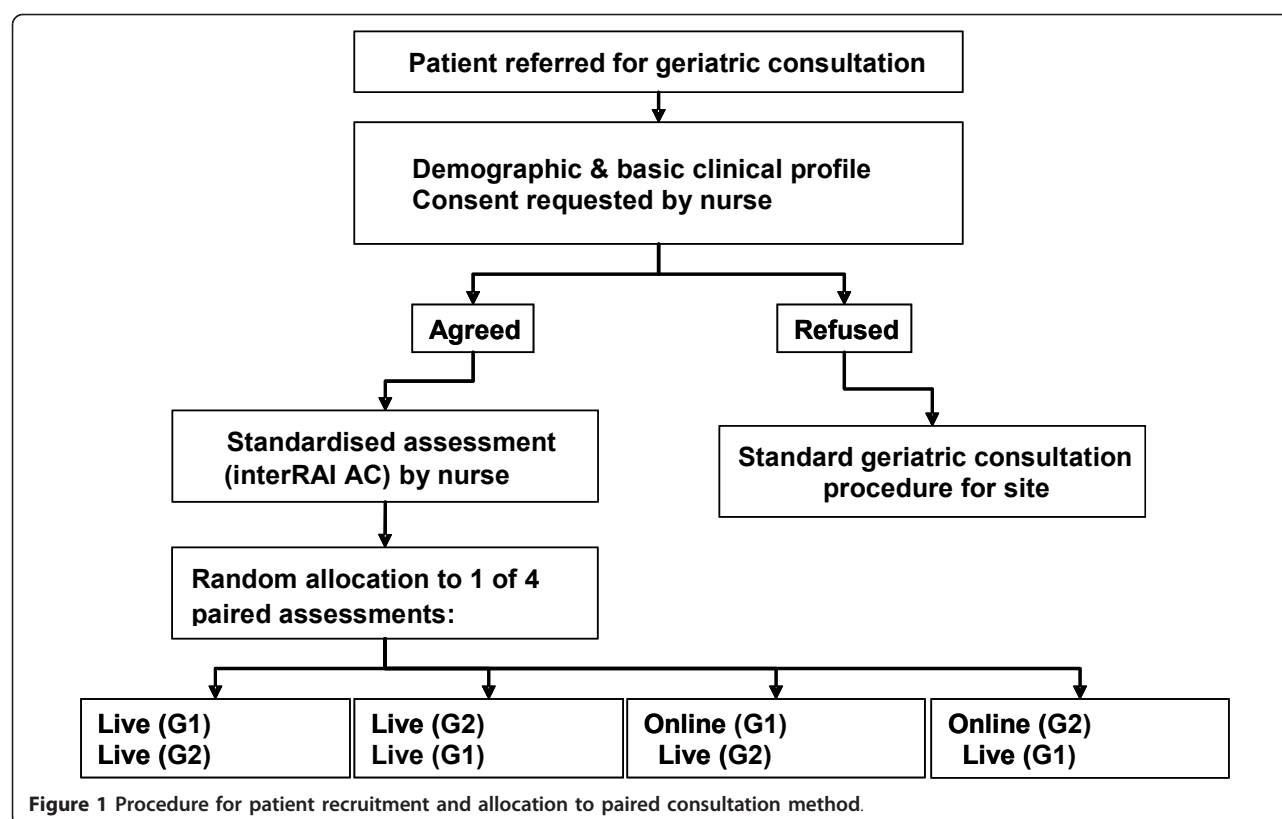 Patient referred for geriatric consultation
Demographic & basic clinical profile
Consent requested by nurse
Agreed
Refused
Standardised assessment
(interRAI AC) by nurse
Standard geriatric consultation
procedure for site
Random allocation to 1 of 4
paired assessments:
Live (G1)
Live (G2)
Live (G2)
Live (G1)
Online (G1)
Live (G2)
Online (G2)
Live (G1)
Figure 1 Procedure for patient recruitment and allocation to paired consultation method.